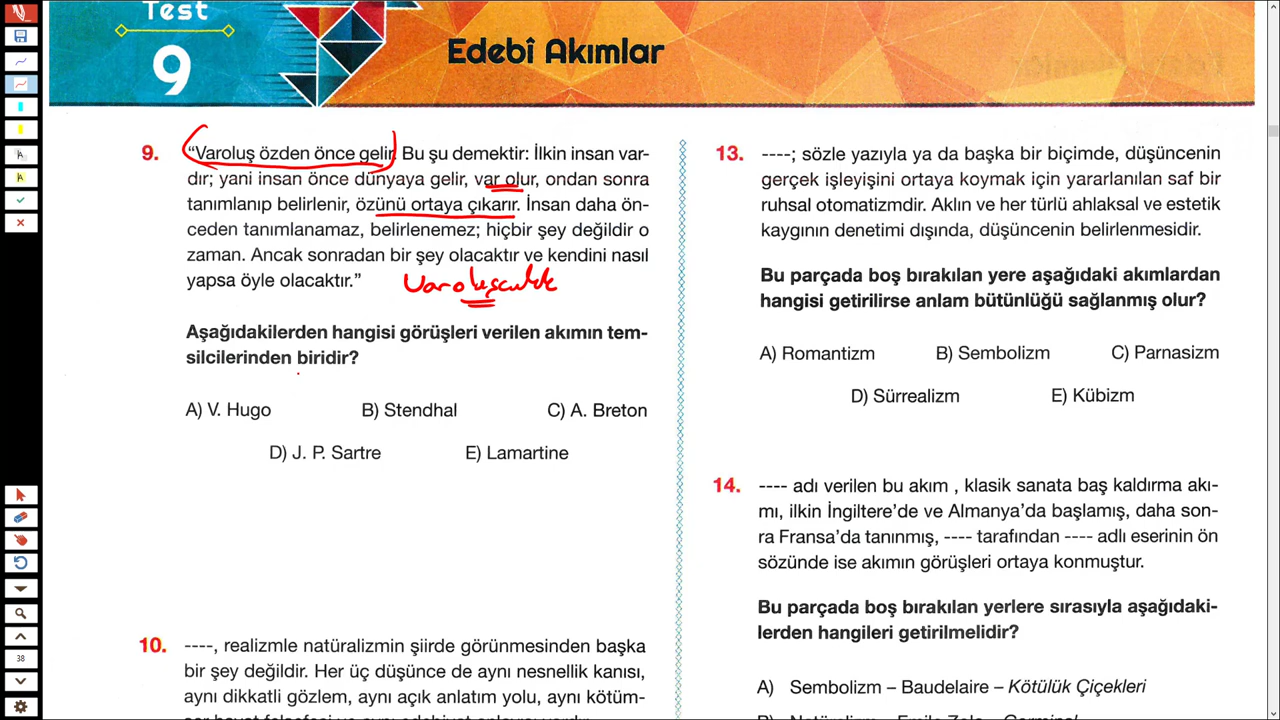 Test
9
Edebî Akımlar
9. "Varoluş özden önce gelir. Bu şu demektir: İlkin insan var-
dır; yani insan önce dünyaya gelir, var olur, ondan sonra
tanımlanıp belirlenir, özünü ortaya çıkarır. İnsan daha ön-
ceden tanımlanamaz, belirlenemez; hiçbir şey değildir o
zaman. Ancak sonradan bir şey olacaktır ve kendini nasıl
yapsa öyle olacaktır."
Varoluşçuluk
Aşağıdakilerden hangisi görüşleri verilen akımın tem-
silcilerinden biridir?
A) V. Hugo B) Stendhal C) A. Breton
D) J. P. Sartre E) Lamartine
10. ----, realizmle natüralizmin şiirde görünmesinden başka
bir şey değildir. Her üç düşünce de aynı nesnellik kanısı,
aynı dikkatli gözlem, aynı açık anlatım yolu, aynı kötüm-
13. ----; sözle yazıyla ya da başka bir biçimde, düşüncenin
gerçek işleyişini ortaya koymak için yararlanılan saf bir
ruhsal otomatizmdir. Aklın ve her türlü ahlaksal ve estetik
kaygının denetimi dışında, düşüncenin belirlenmesidir.
Bu parçada boş bırakılan yere aşağıdaki akımlardan
hangisi getirilirse anlam bütünlüğü sağlanmış olur?
A) Romantizm B) Sembolizm C) Parnasizm
D) Sürrealizm E) Kübizm
14. ---- adı verilen bu akım , klasik sanata baş kaldırma akı-
mı, ilkin İngiltere'de ve Almanya'da başlamış, daha son-
ra Fransa'da tanınmış, ---- tarafından ---- adlı eserinin ön
sözünde ise akımın görüşleri ortaya konmuştur.
Bu parçada boş bırakılan yerlere sırasıyla aşağıdaki-
lerden hangileri getirilmelidir?
A) Sembolizm – Baudelaire – Kötülük Çiçekleri
B) Natüralizm – Emile Zola – Germinal
38